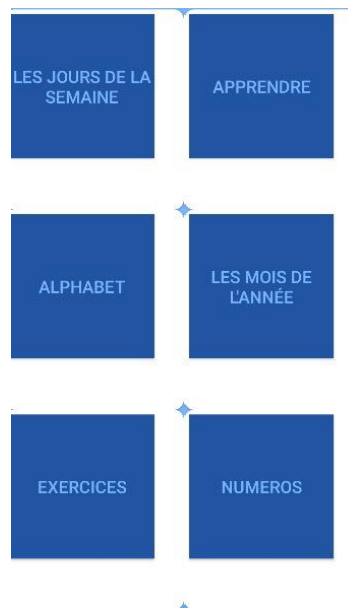 LES JOURS DE LA
SEMAINE
APPRENDRE
ALPHABET
LES MOIS DE
L'ANNÉE
EXERCICES
NUMEROS